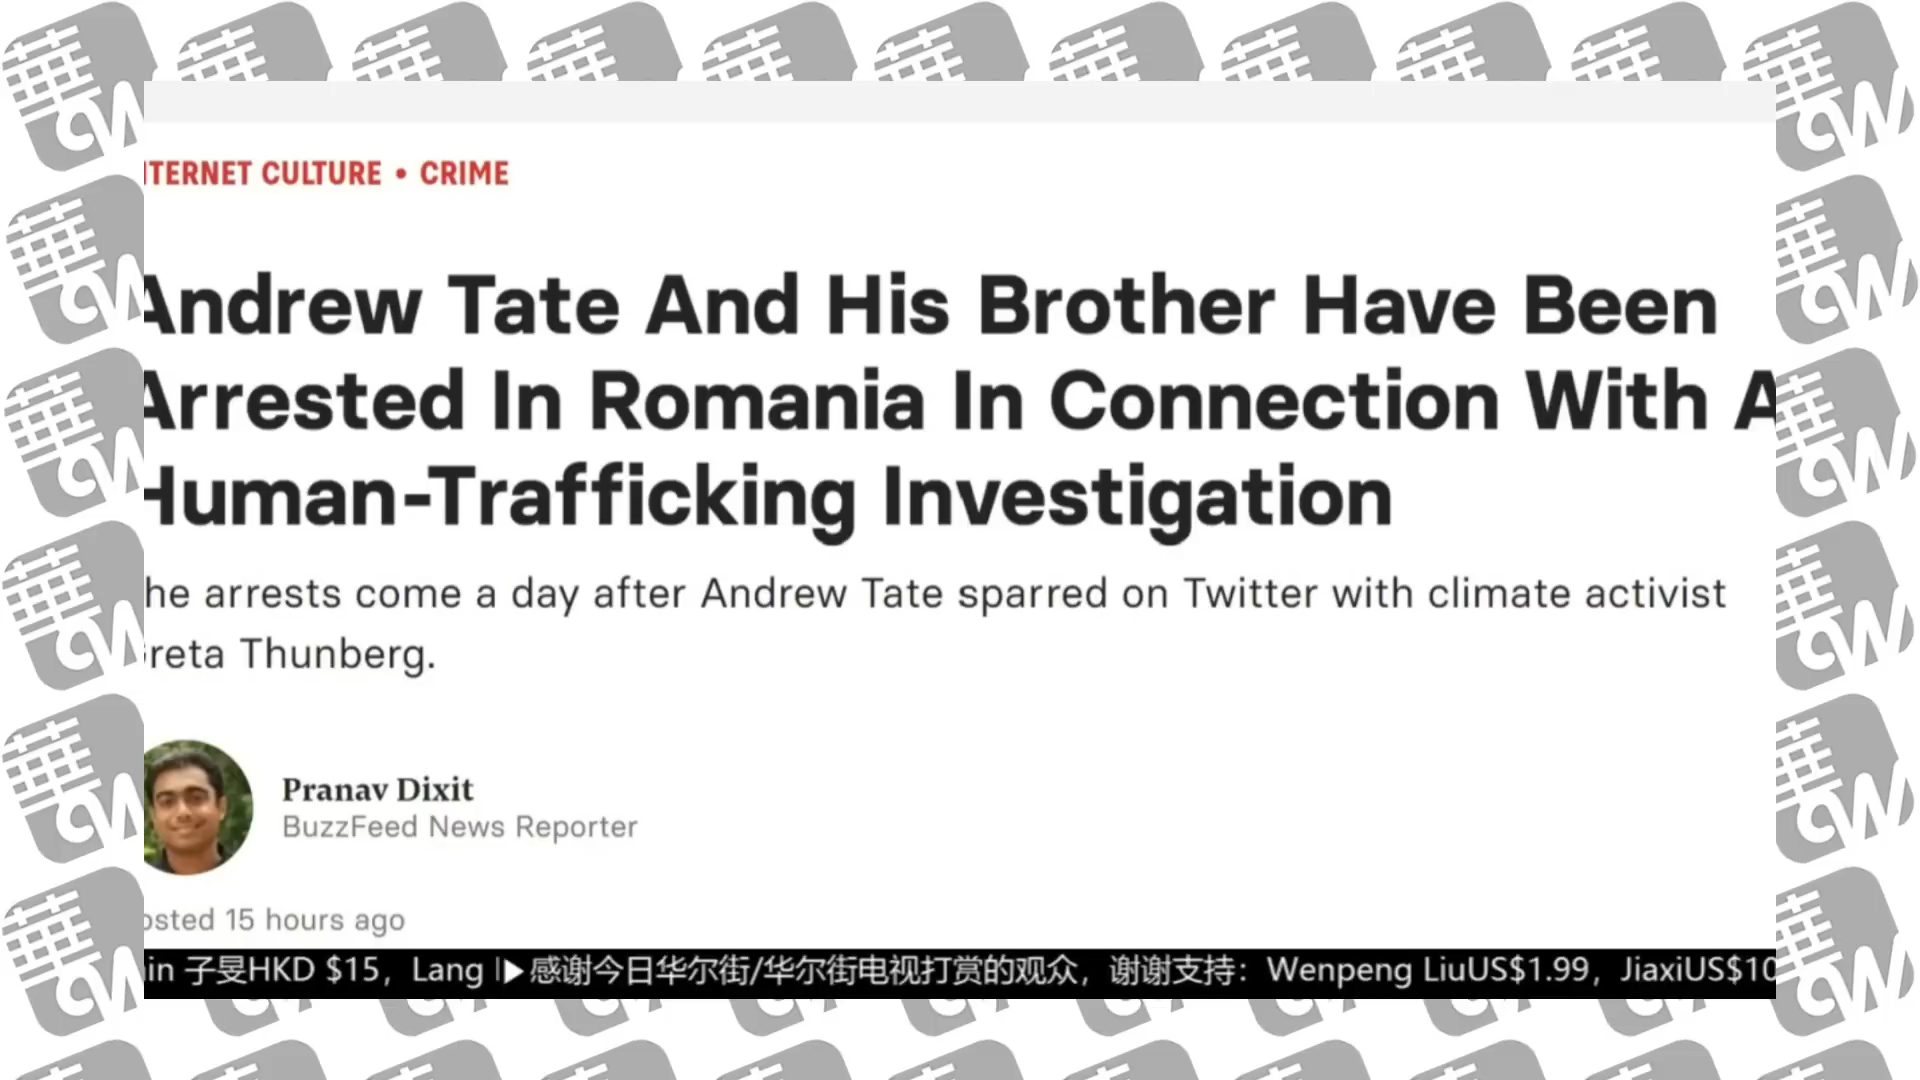 NTERNET CULTURE • CRIME
Andrew Tate And His Brother Have Been
Arrested In Romania In Connection With A
Human-Trafficking Investigation
he arrests come a day after Andrew Tate sparred on Twitter with climate activist
reta Thunberg.
Pranav Dixit
BuzzFeed News Reporter
osted 15 hours ago
in 子旻HKD $15, Lang ▶感谢今日华尔街/华尔街电视打赏的观众，谢谢支持：Wenpeng LiuUS$1.99, JiaxiUS$10